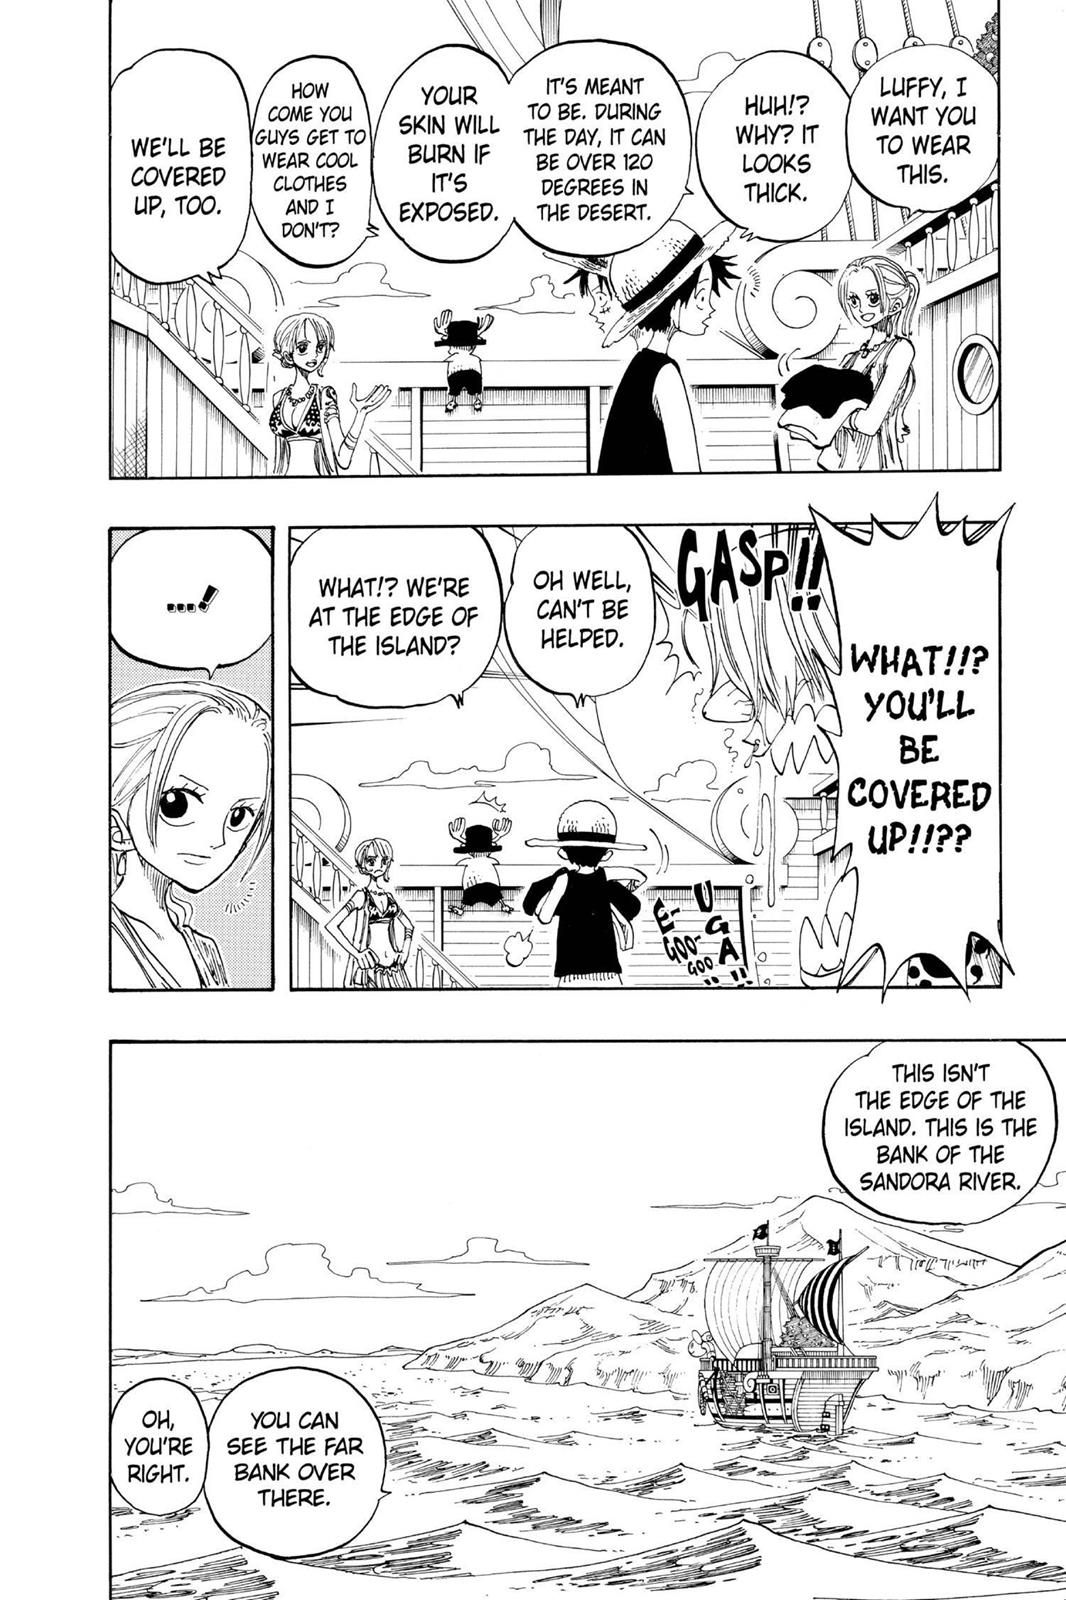 LUFFY, I
WANT YOU
TO WEAR
THIS.
HUH!?
WHY? IT
LOOKS
THICK.
IT'S MEANT
TO BE. DURING
THE DAY, IT CAN
BE OVER 120
DEGREES IN
THE DESERT.
YOUR
SKIN WILL
BURN IF
IT'S
EXPOSED.
HOW
COME YOU
GUYS GET TO
WEAR COOL
CLOTHES
AND I
DON'T?
WE'LL BE
COVERED
UP, TOO.
WHAT!!?
YOU'LL
BE
COVERED
UP!!??
GASP!!
UGA!!
E-
GOO-
GOO!!
OH WELL,
CAN'T BE
HELPED.
WHAT!? WE'RE
AT THE EDGE OF
THE ISLAND?
...!
THIS ISN'T
THE EDGE OF THE
ISLAND. THIS IS THE
BANK OF THE
SANDORA RIVER.
YOU CAN
SEE THE FAR
BANK OVER
THERE.
OH,
YOU'RE
RIGHT.